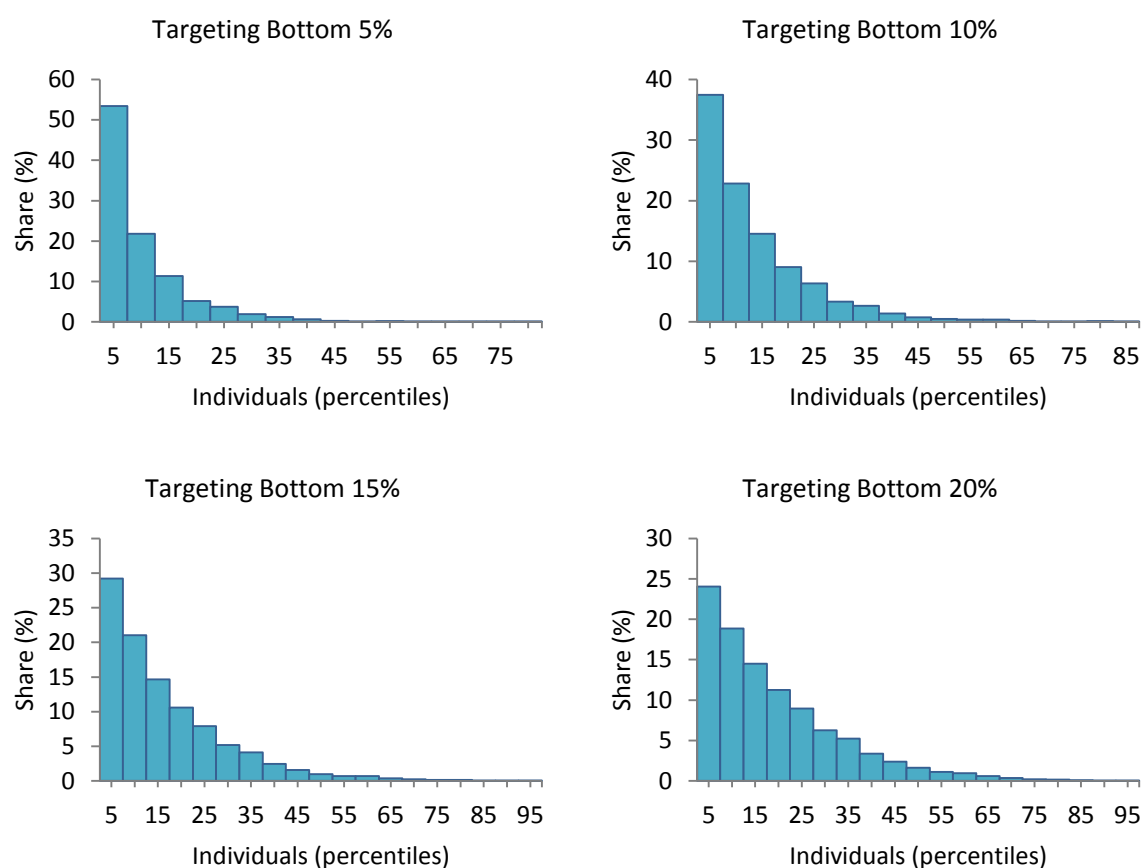 Targeting Bottom 5%
60
50
40
30
20
10
0
Share (%)
5 15 25 35 45 55 65 75
Individuals (percentiles)
Targeting Bottom 10%
40
30
20
10
0
Share (%)
5 15 25 35 45 55 65 75 85
Individuals (percentiles)
Targeting Bottom 15%
35
30
25
20
15
10
5
0
Share (%)
5 15 25 35 45 55 65 75 85 95
Individuals (percentiles)
Targeting Bottom 20%
30
25
20
15
10
5
0
Share (%)
5 15 25 35 45 55 65 75 85 95
Individuals (percentiles)